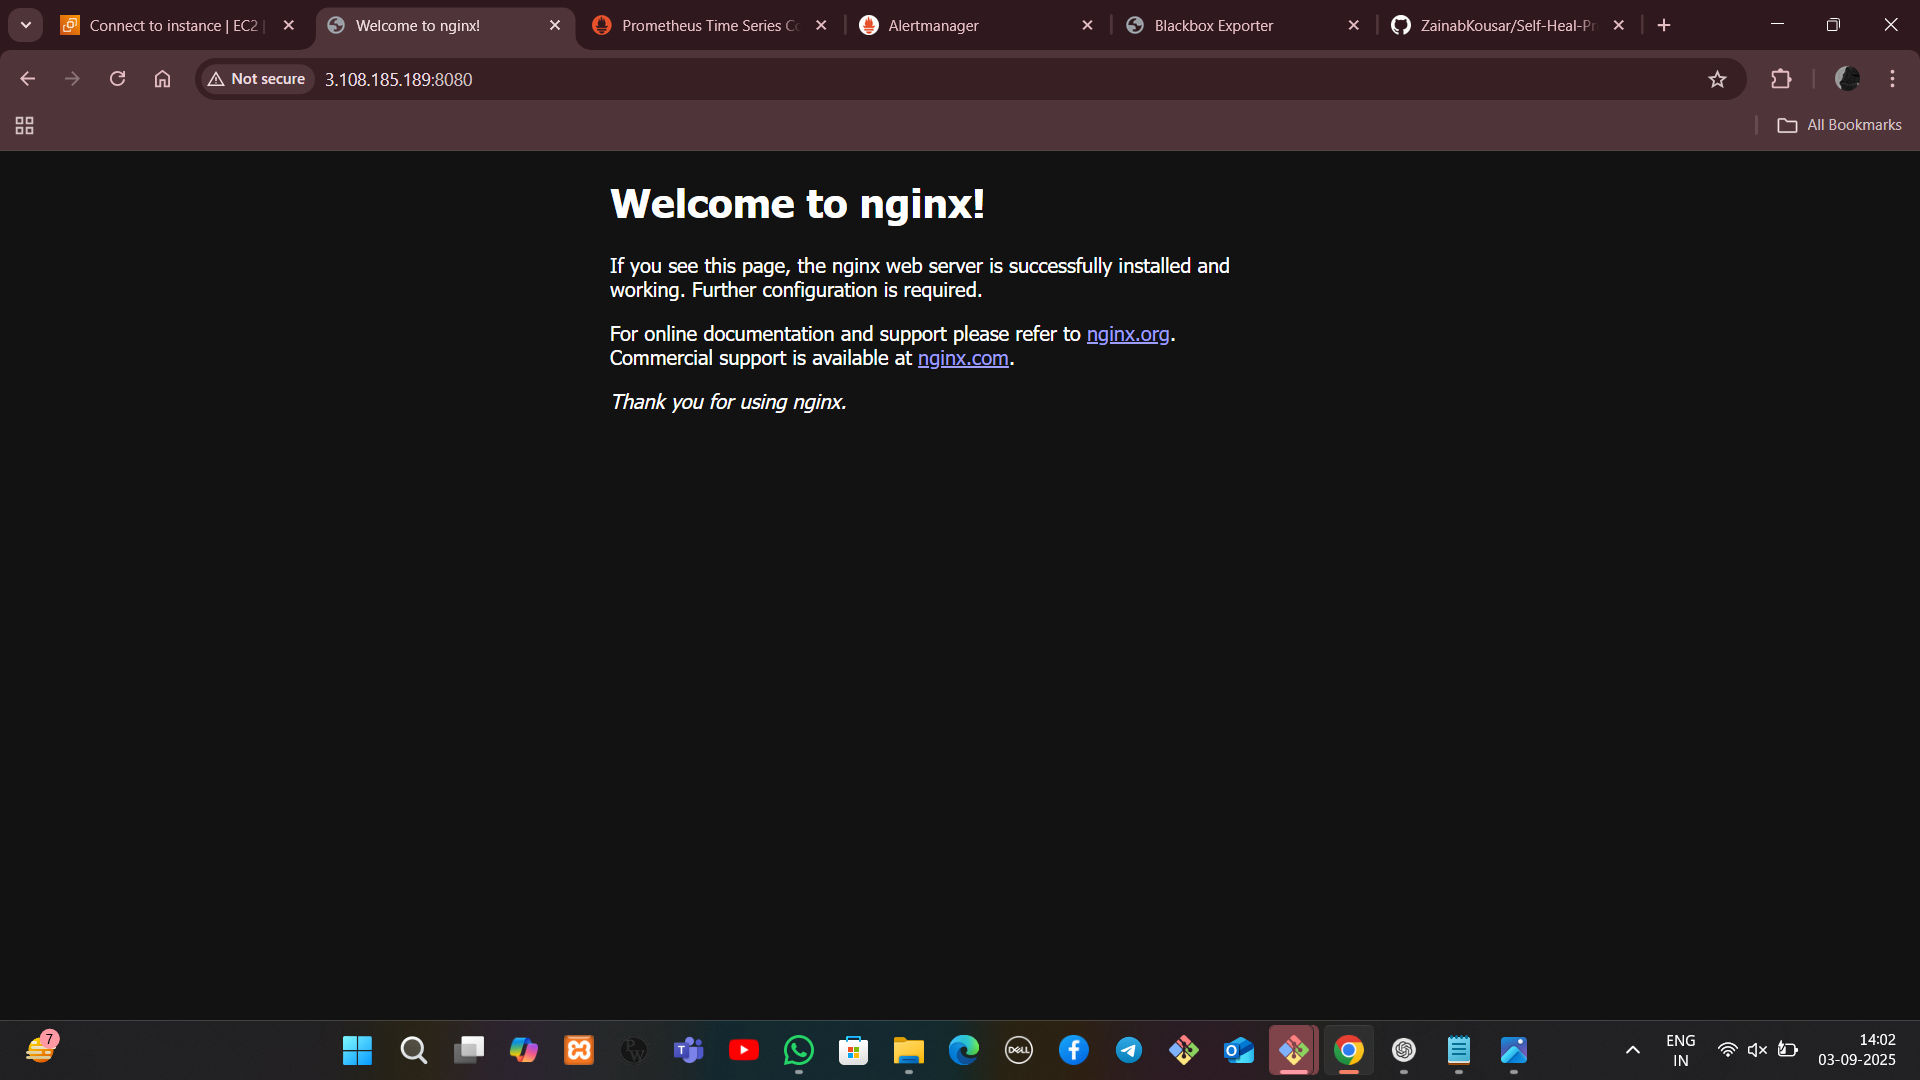 Connect to instance | EC2 |
Welcome to nginx!
Prometheus Time Series Co
Alertmanager
Blackbox Exporter
ZainabKousar/Self-Heal-Pr
Not secure
3.108.185.189:8080
All Bookmarks
Welcome to nginx!
If you see this page, the nginx web server is successfully installed and
working. Further configuration is required.
For online documentation and support please refer to nginx.org.
Commercial support is available at nginx.com.
Thank you for using nginx.
7
DELL
ENG
IN
14:02
03-09-2025